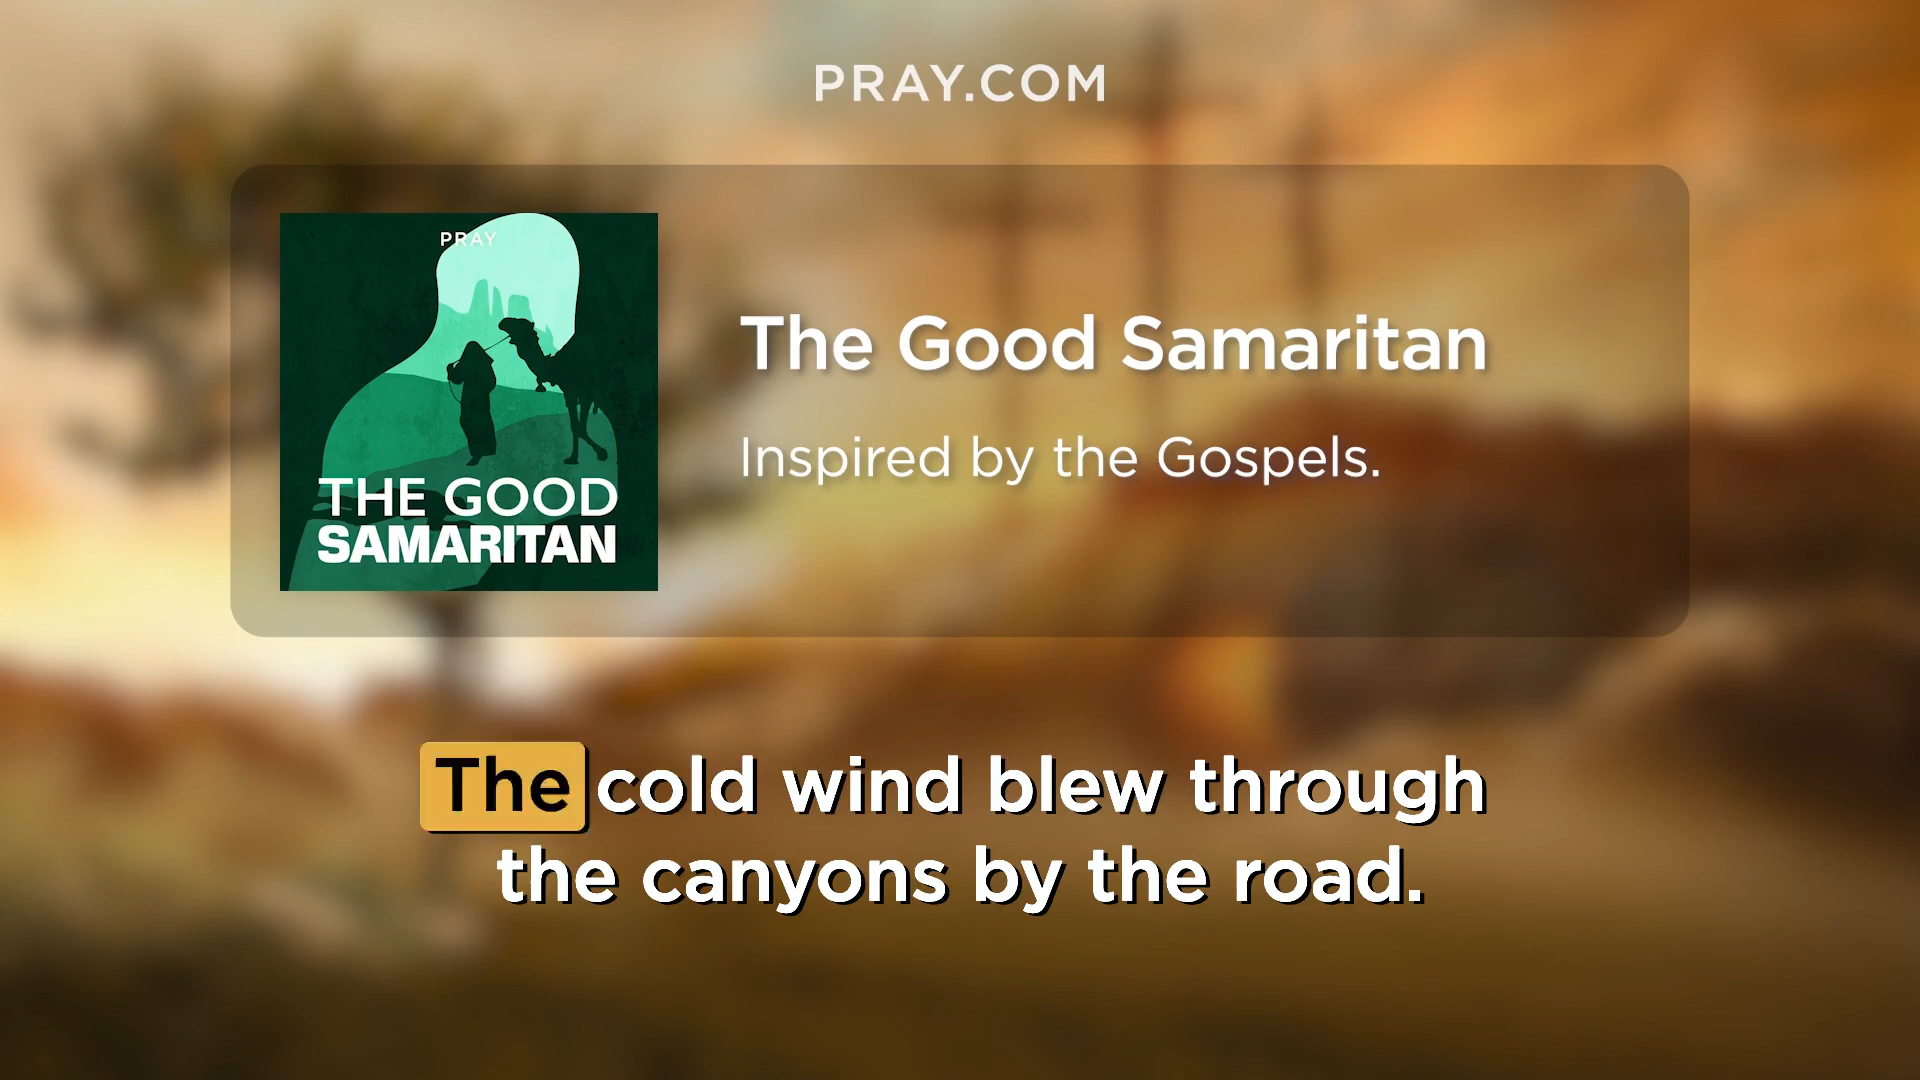 PRAY.COM
PRAY
THE GOOD
SAMARITAN
The Good Samaritan
Inspired by the Gospels.
The cold wind blew through
the canyons by the road.